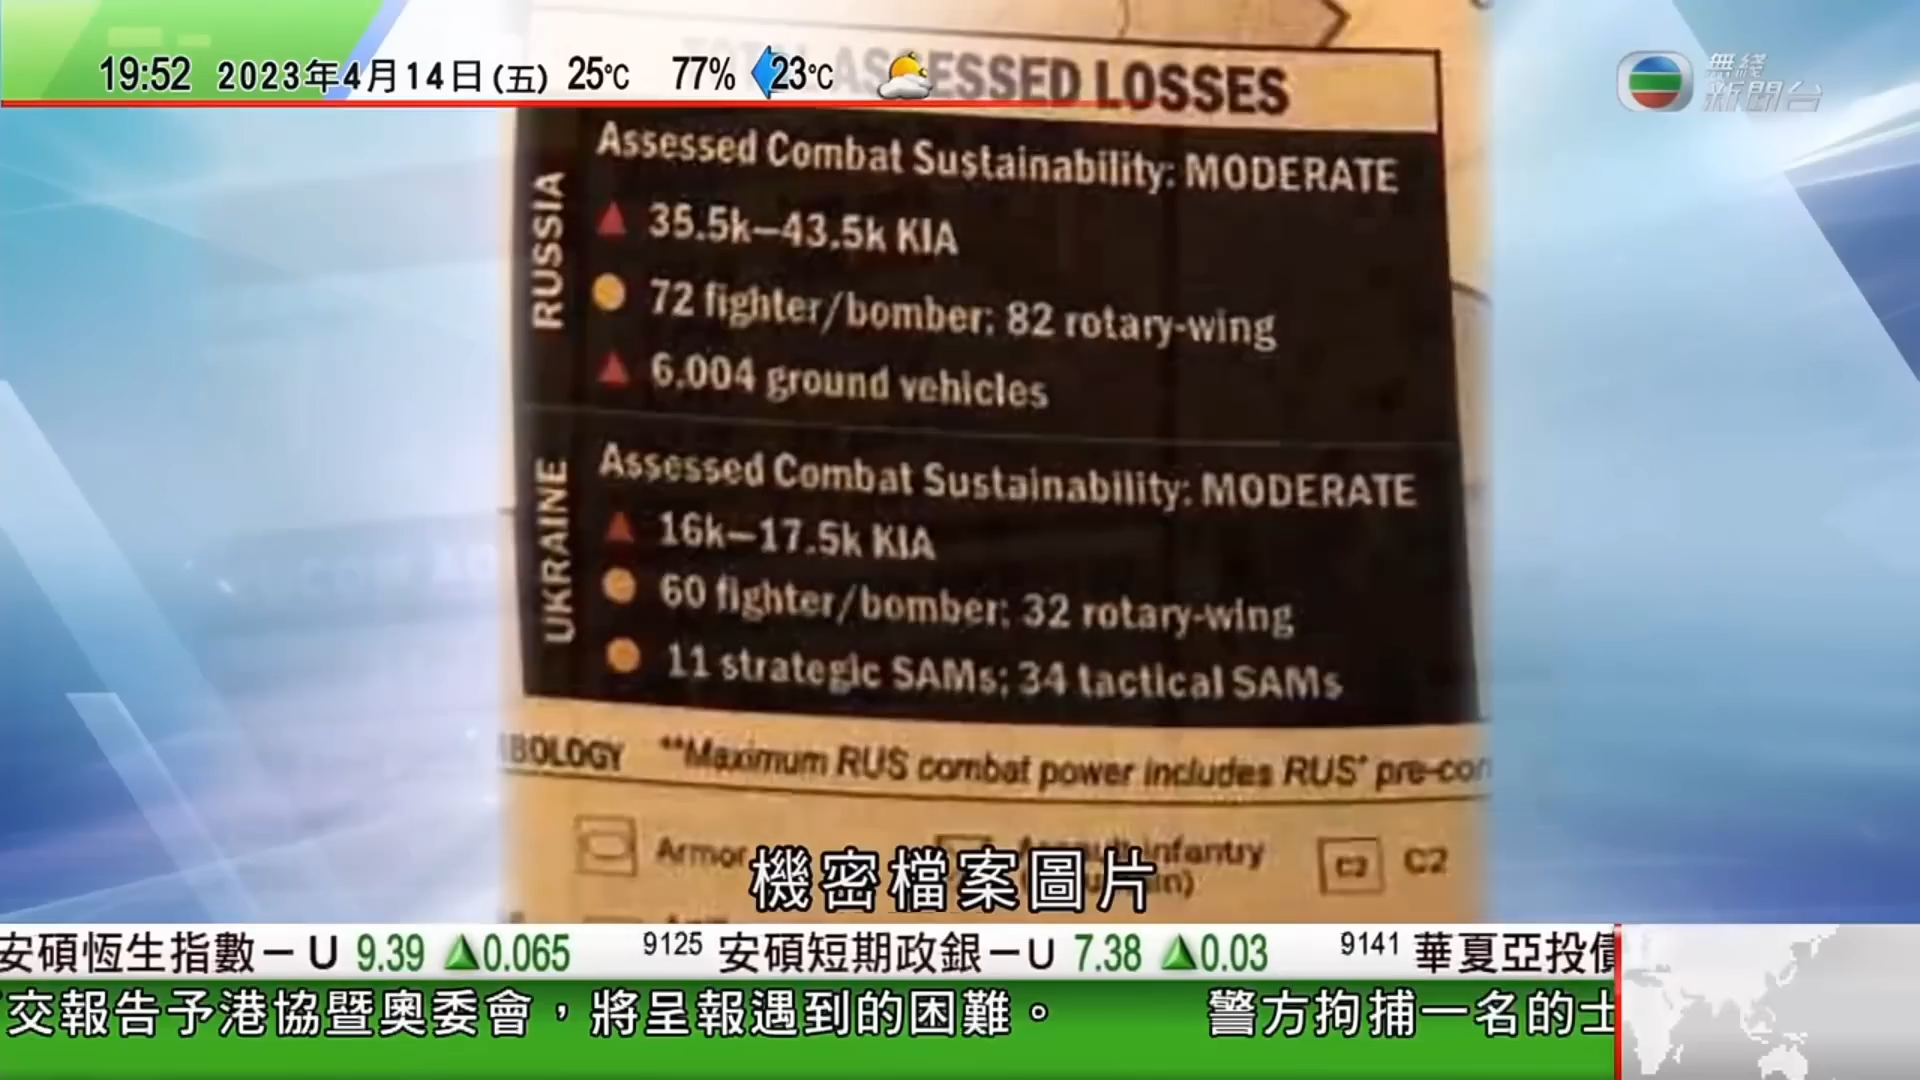 19:52 2023年4月14日(五) 25℃ 77% 23℃
無綫
新聞台
ASSESSED LOSSES
RUSSIA
Assessed Combat Sustainability: MODERATE
35.5k–43.5k KIA
72 fighter/bomber; 82 rotary-wing
6,004 ground vehicles
UKRAINE
Assessed Combat Sustainability: MODERATE
16k–17.5k KIA
60 fighter/bomber; 32 rotary-wing
11 strategic SAMs; 34 tactical SAMs
BOLOGY **Maximum RUS combat power includes RUS* pre-con
Armor infantry C2 C2
機密檔案圖片
安碩恆生指數－U 9.39 ▲0.065 9125 安碩短期政銀－U 7.38 ▲0.03 9141 華夏亞投債
交報告予港協暨奧委會，將呈報遇到的困難。 警方拘捕一名的士